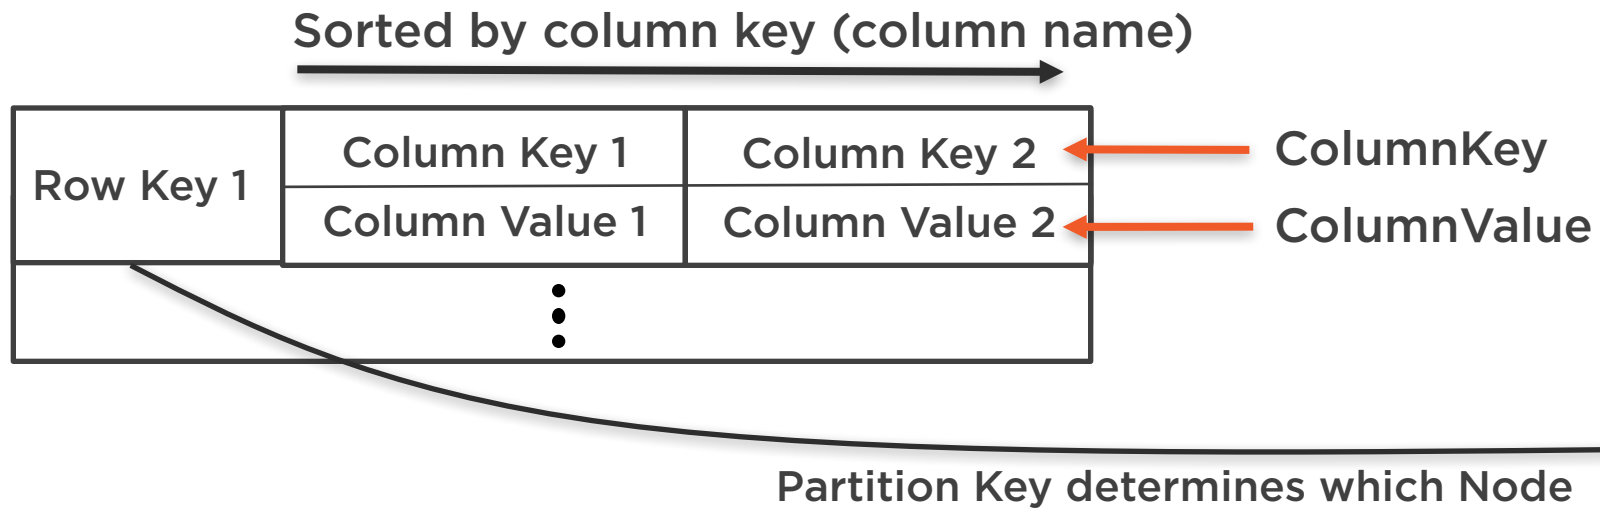 Sorted by column key (column name)
Row Key 1
Column Key 1
Column Key 2
ColumnKey
Column Value 1
Column Value 2
ColumnValue
Partition Key determines which Node